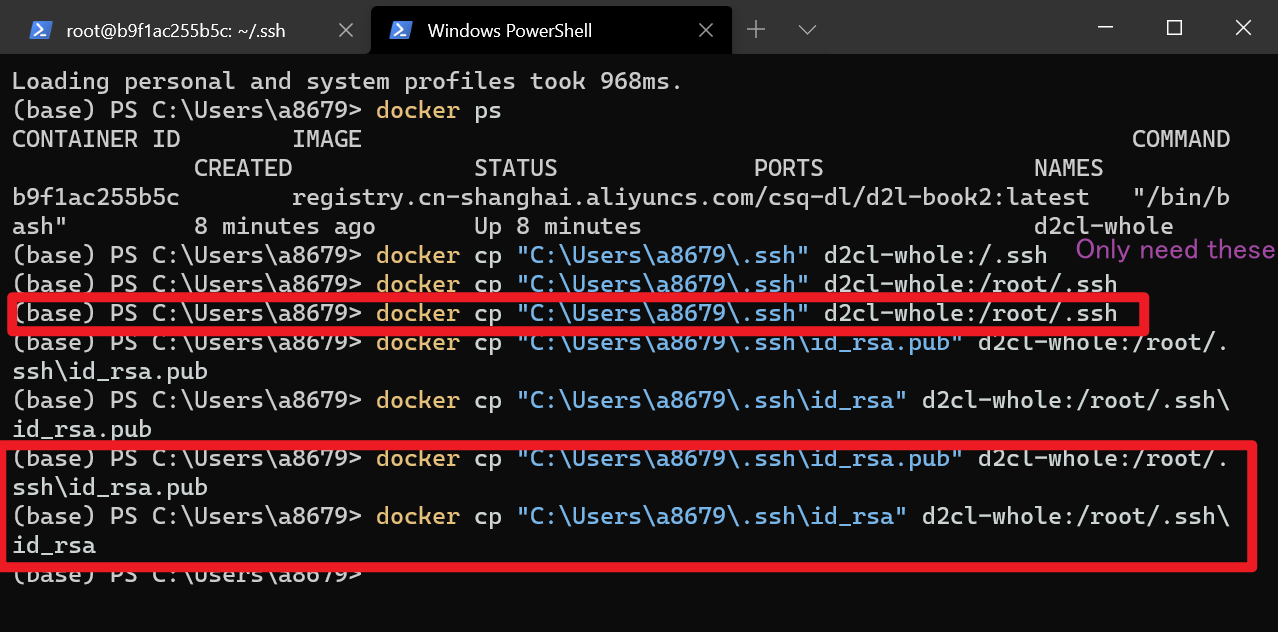 root@b9f1ac255b5c: ~/.ssh
Windows PowerShell
Loading personal and system profiles took 968ms.
(base) PS C:\Users\a8679> docker ps
CONTAINER ID        IMAGE                                                       COMMAND
             CREATED             STATUS              PORTS               NAMES
b9f1ac255b5c        registry.cn-shanghai.aliyuncs.com/csq-dl/d2l-book2:latest   "/bin/b
ash"         8 minutes ago       Up 8 minutes                            d2cl-whole
(base) PS C:\Users\a8679> docker cp "C:\Users\a8679\.ssh" d2cl-whole:/.ssh
Only need these
(base) PS C:\Users\a8679> docker cp "C:\Users\a8679\.ssh" d2cl-whole:/root/.ssh
(base) PS C:\Users\a8679> docker cp "C:\Users\a8679\.ssh" d2cl-whole:/root/.ssh
(base) PS C:\Users\a8679> docker cp "C:\Users\a8679\.ssh\id_rsa.pub" d2cl-whole:/root/.
ssh\id_rsa.pub
(base) PS C:\Users\a8679> docker cp "C:\Users\a8679\.ssh\id_rsa" d2cl-whole:/root/.ssh\
id_rsa.pub
(base) PS C:\Users\a8679> docker cp "C:\Users\a8679\.ssh\id_rsa.pub" d2cl-whole:/root/.
ssh\id_rsa.pub
(base) PS C:\Users\a8679> docker cp "C:\Users\a8679\.ssh\id_rsa" d2cl-whole:/root/.ssh\
id_rsa
(base) PS C:\Users\a8679>